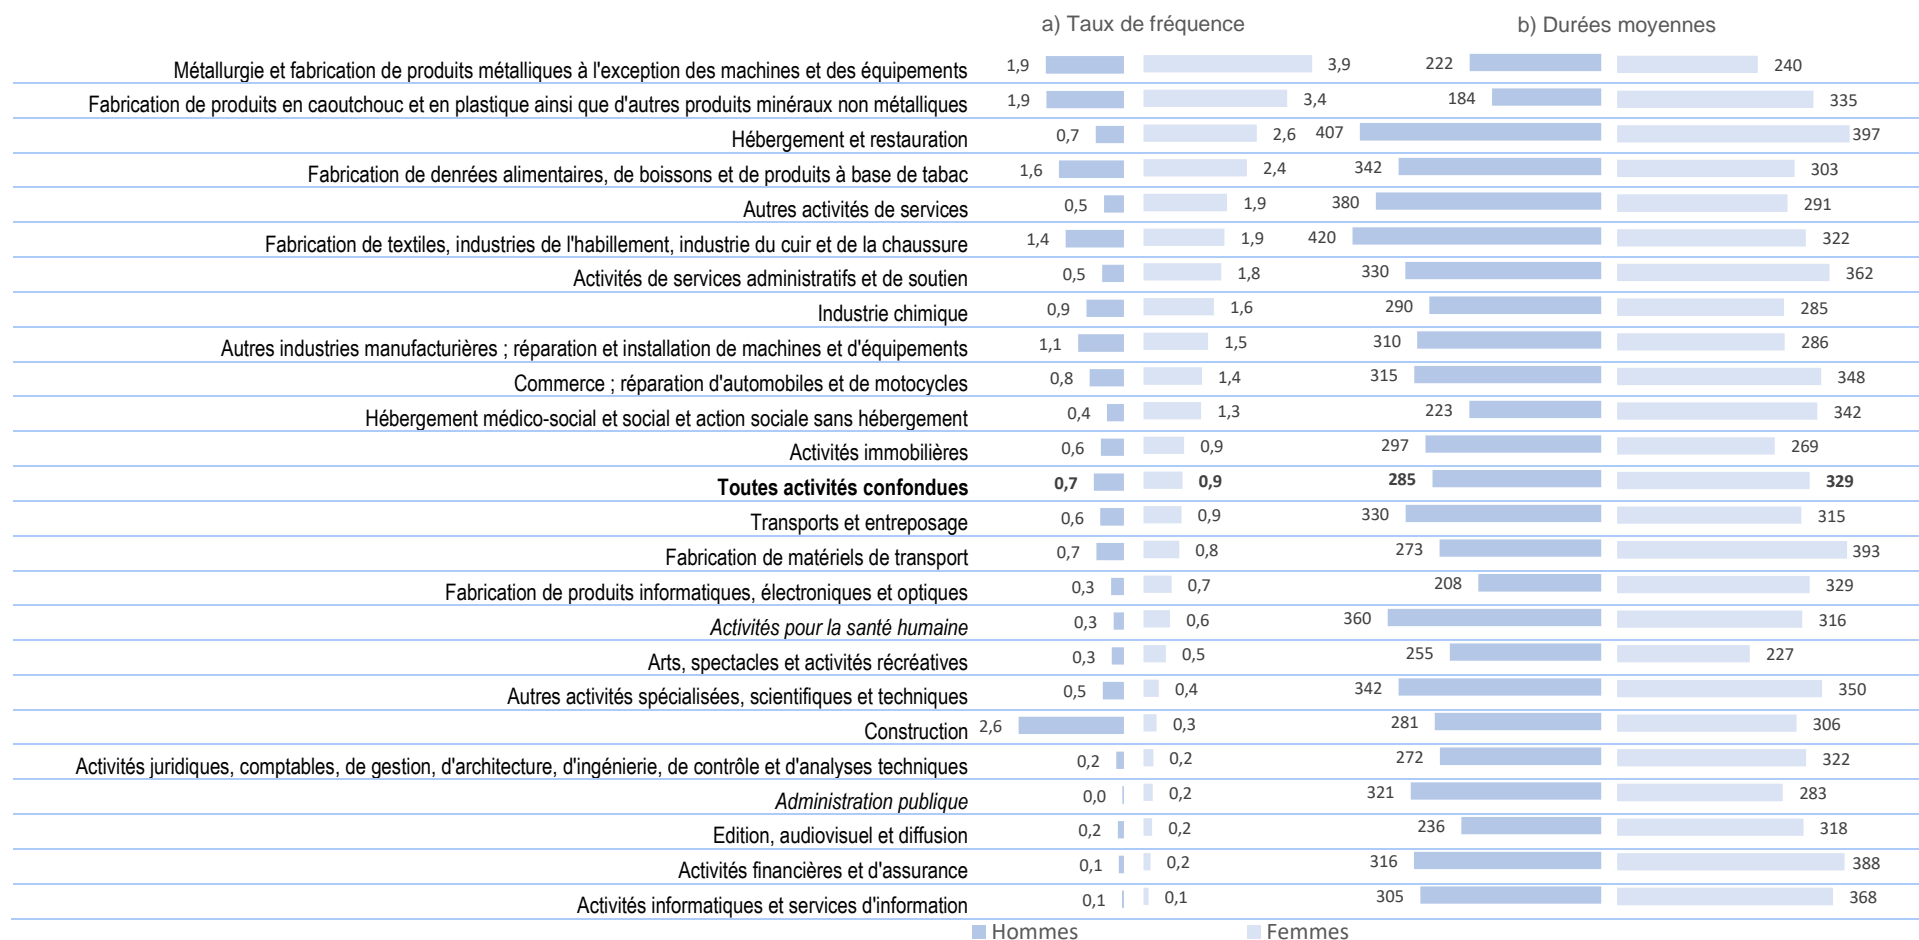 a) Taux de fréquence b) Durées moyennes
Métallurgie et fabrication de produits métalliques à l'exception des machines et des équipements 1,9 3,9 222 240
Fabrication de produits en caoutchouc et en plastique ainsi que d'autres produits minéraux non métalliques 1,9 3,4 184 335
Hébergement et restauration 0,7 2,6 407 397
Fabrication de denrées alimentaires, de boissons et de produits à base de tabac 1,6 2,4 342 303
Autres activités de services 0,5 1,9 380 291
Fabrication de textiles, industries de l'habillement, industrie du cuir et de la chaussure 1,4 1,9 420 322
Activités de services administratifs et de soutien 0,5 1,8 330 362
Industrie chimique 0,9 1,6 290 285
Autres industries manufacturières ; réparation et installation de machines et d'équipements 1,1 1,5 310 286
Commerce ; réparation d'automobiles et de motocycles 0,8 1,4 315 348
Hébergement médico-social et social et action sociale sans hébergement 0,4 1,3 223 342
Activités immobilières 0,6 0,9 297 269
Toutes activités confondues 0,7 0,9 285 329
Transports et entreposage 0,6 0,9 330 315
Fabrication de matériels de transport 0,7 0,8 273 393
Fabrication de produits informatiques, électroniques et optiques 0,3 0,7 208 329
Activités pour la santé humaine 0,3 0,6 360 316
Arts, spectacles et activités récréatives 0,3 0,5 255 227
Autres activités spécialisées, scientifiques et techniques 0,5 0,4 342 350
Construction 2,6 0,3 281 306
Activités juridiques, comptables, de gestion, d'architecture, d'ingénierie, de contrôle et d'analyses techniques 0,2 0,2 272 322
Administration publique 0,0 0,2 321 283
Edition, audiovisuel et diffusion 0,2 0,2 236 318
Activités financières et d'assurance 0,1 0,2 316 388
Activités informatiques et services d'information 0,1 0,1 305 368
Hommes Femmes